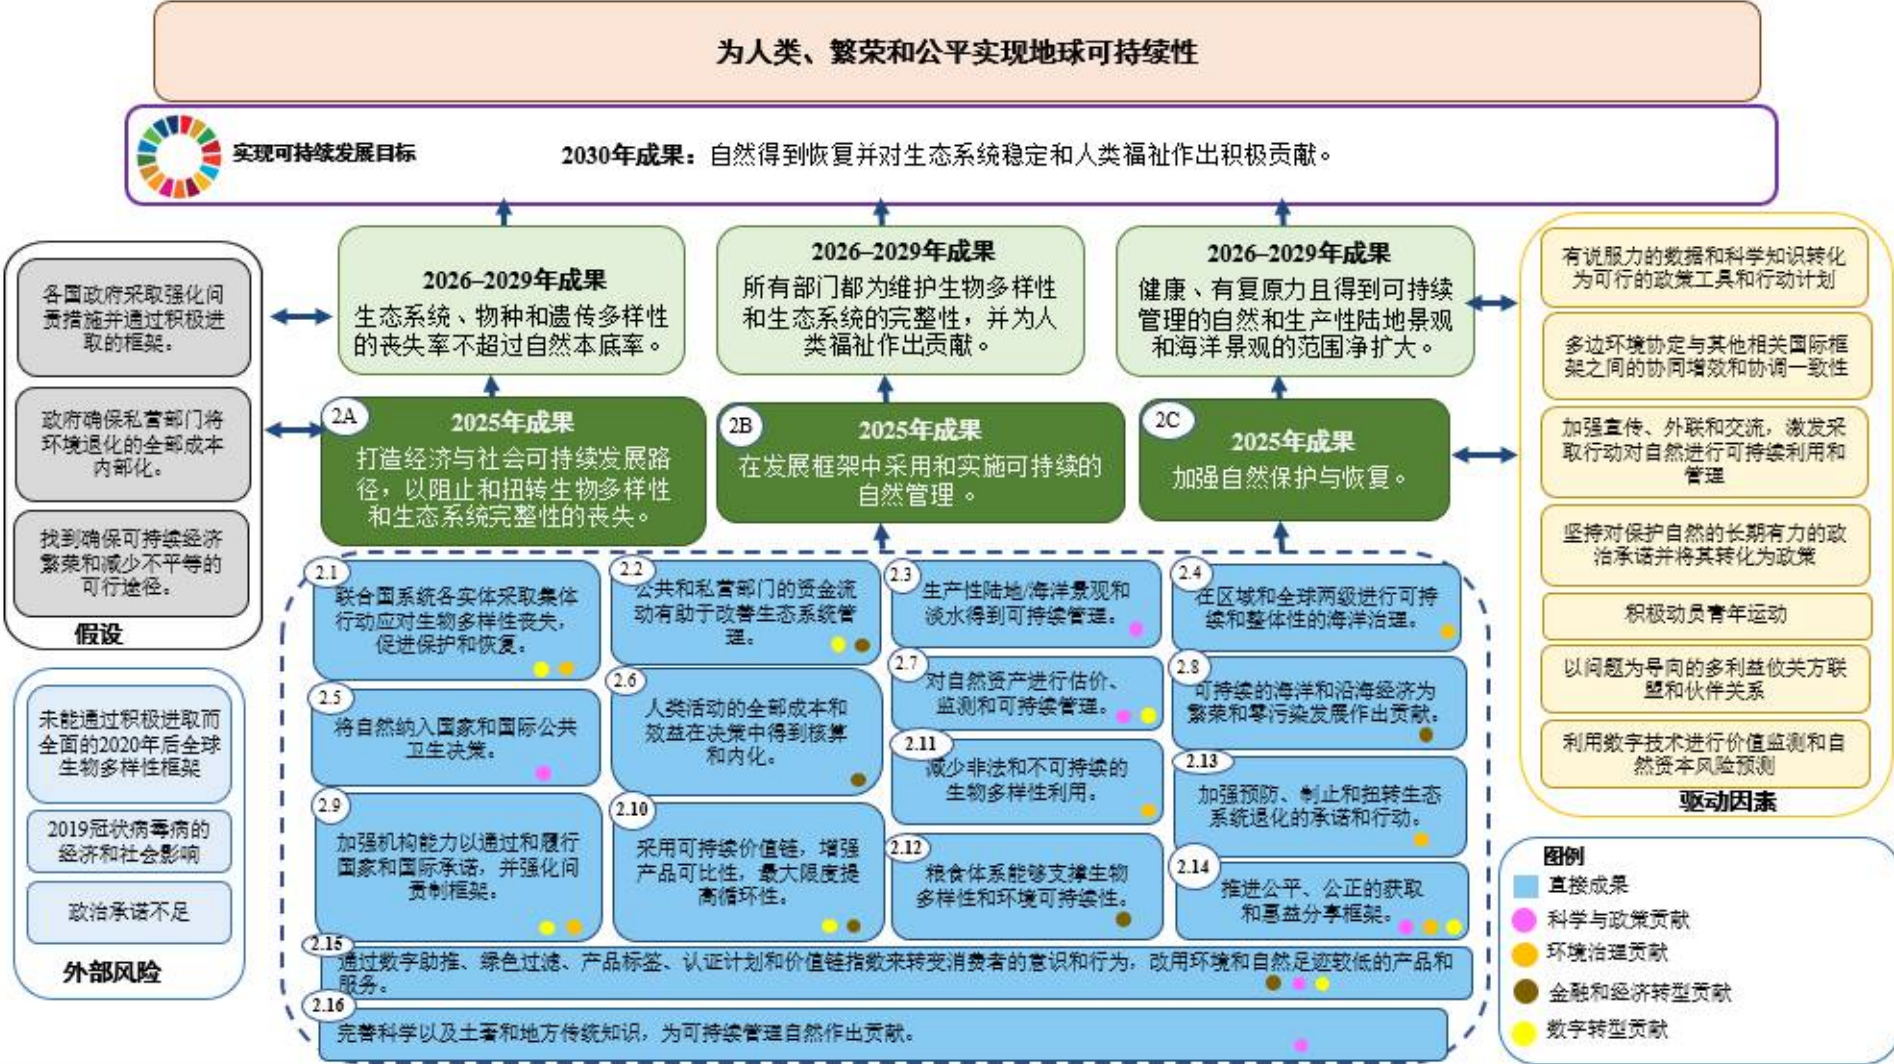 为人类、繁荣和公平实现地球可持续性
实现可持续发展目标
2030年成果：自然得到恢复并对生态系统稳定和人类福祉作出积极贡献。
各国政府采取强化问
责措施并通过积极进
取的框架。
政府确保私营部门将
环境退化的全部成本
内部化。
找到确保可持续经济
繁荣和减少不平等的
可行途径。
假设
未能通过积极进取而
全面的2020年后全球
生物多样性框架
2019冠状病毒病的
经济和社会影响
政治承诺不足
外部风险
2026–2029年成果
生态系统、物种和遗传多样性
的丧失率不超过自然本底率。
2026–2029年成果
所有部门都为维护生物多样性
和生态系统的完整性，并为人
类福祉作出贡献。
2026–2029年成果
健康、有复原力且得到可持续
管理的自然和生产性陆地景观
和海洋景观的范围净扩大。
2A
2025年成果
打造经济与社会可持续发展路
径，以阻止和扭转生物多样性
和生态系统完整性的丧失。
2B
2025年成果
在发展框架中采用和实施可持续的
自然管理 。
2C
2025年成果
加强自然保护与恢复。
2.1
联合国系统各实体采取集体
行动应对生物多样性丧失，
促进保护和恢复。
2.2
公共和私营部门的资金流
动有助于改善生态系统管
理。
2.3
生产性陆地/海洋景观和
淡水得到可持续管理。
2.4
在区域和全球两级进行可持
续和整体性的海洋治理。
2.5
将自然纳入国家和国际公共
卫生决策。
2.6
人类活动的全部成本和
效益在决策中得到核算
和内化。
2.7
对自然资产进行估价、
监测和可持续管理。
2.8
可持续的海洋和沿海经济为
繁荣和零污染发展作出贡献。
2.9
加强机构能力以通过和履行
国家和国际承诺，并强化问
责制框架。
2.10
采用可持续价值链，增强
产品可比性，最大限度提
高循环性。
2.11
减少非法和不可持续的
生物多样性利用。
2.12
粮食体系能够支撑生物
多样性和环境可持续性。
2.13
加强预防、制止和扭转生态
系统退化的承诺和行动。
2.14
推进公平、公正的获取
和惠益分享框架。
2.15
通过数字助推、绿色过滤、产品标签、认证计划和价值链指数来转变消费者的意识和行为，改用环境和自然足迹较低的产品和
服务。
2.16
完善科学以及土著和地方传统知识，为可持续管理自然作出贡献。
有说服力的数据和科学知识转化
为可行的政策工具和行动计划
多边环境协定与其他相关国际框
架之间的协同增效和协调一致性
加强宣传、外联和交流，激发采
取行动对自然进行可持续利用和
管理
坚持对保护自然的长期有力的政
治承诺并将其转化为政策
积极动员青年运动
以问题为导向的多利益攸关方联
盟和伙伴关系
利用数字技术进行价值监测和自
然资本风险预测
驱动因素
图例
直接成果
科学与政策贡献
环境治理贡献
金融和经济转型贡献
数字转型贡献